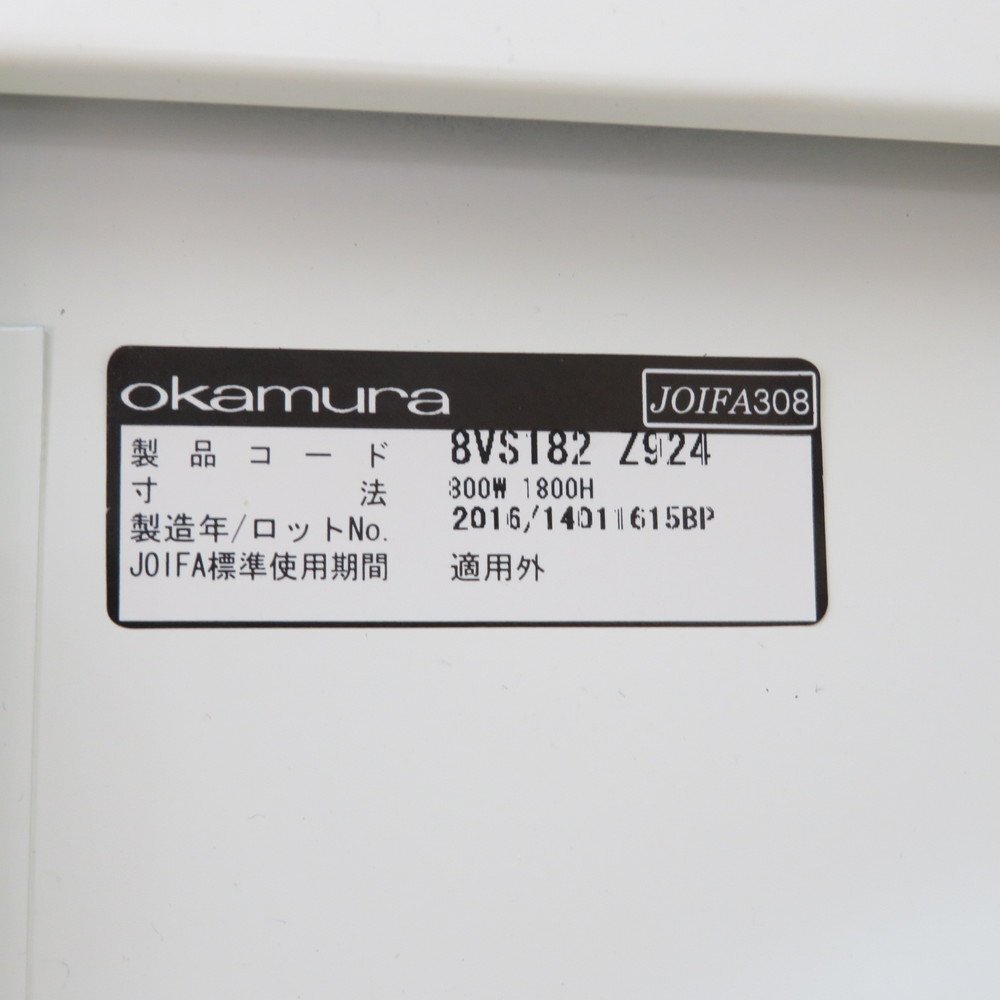 okamura JOIFA308
製品コード 8VS182 Z924
寸法 800W 1800H
製造年/ロットNo. 2016/14011615BP
JOIFA標準使用期間 適用外